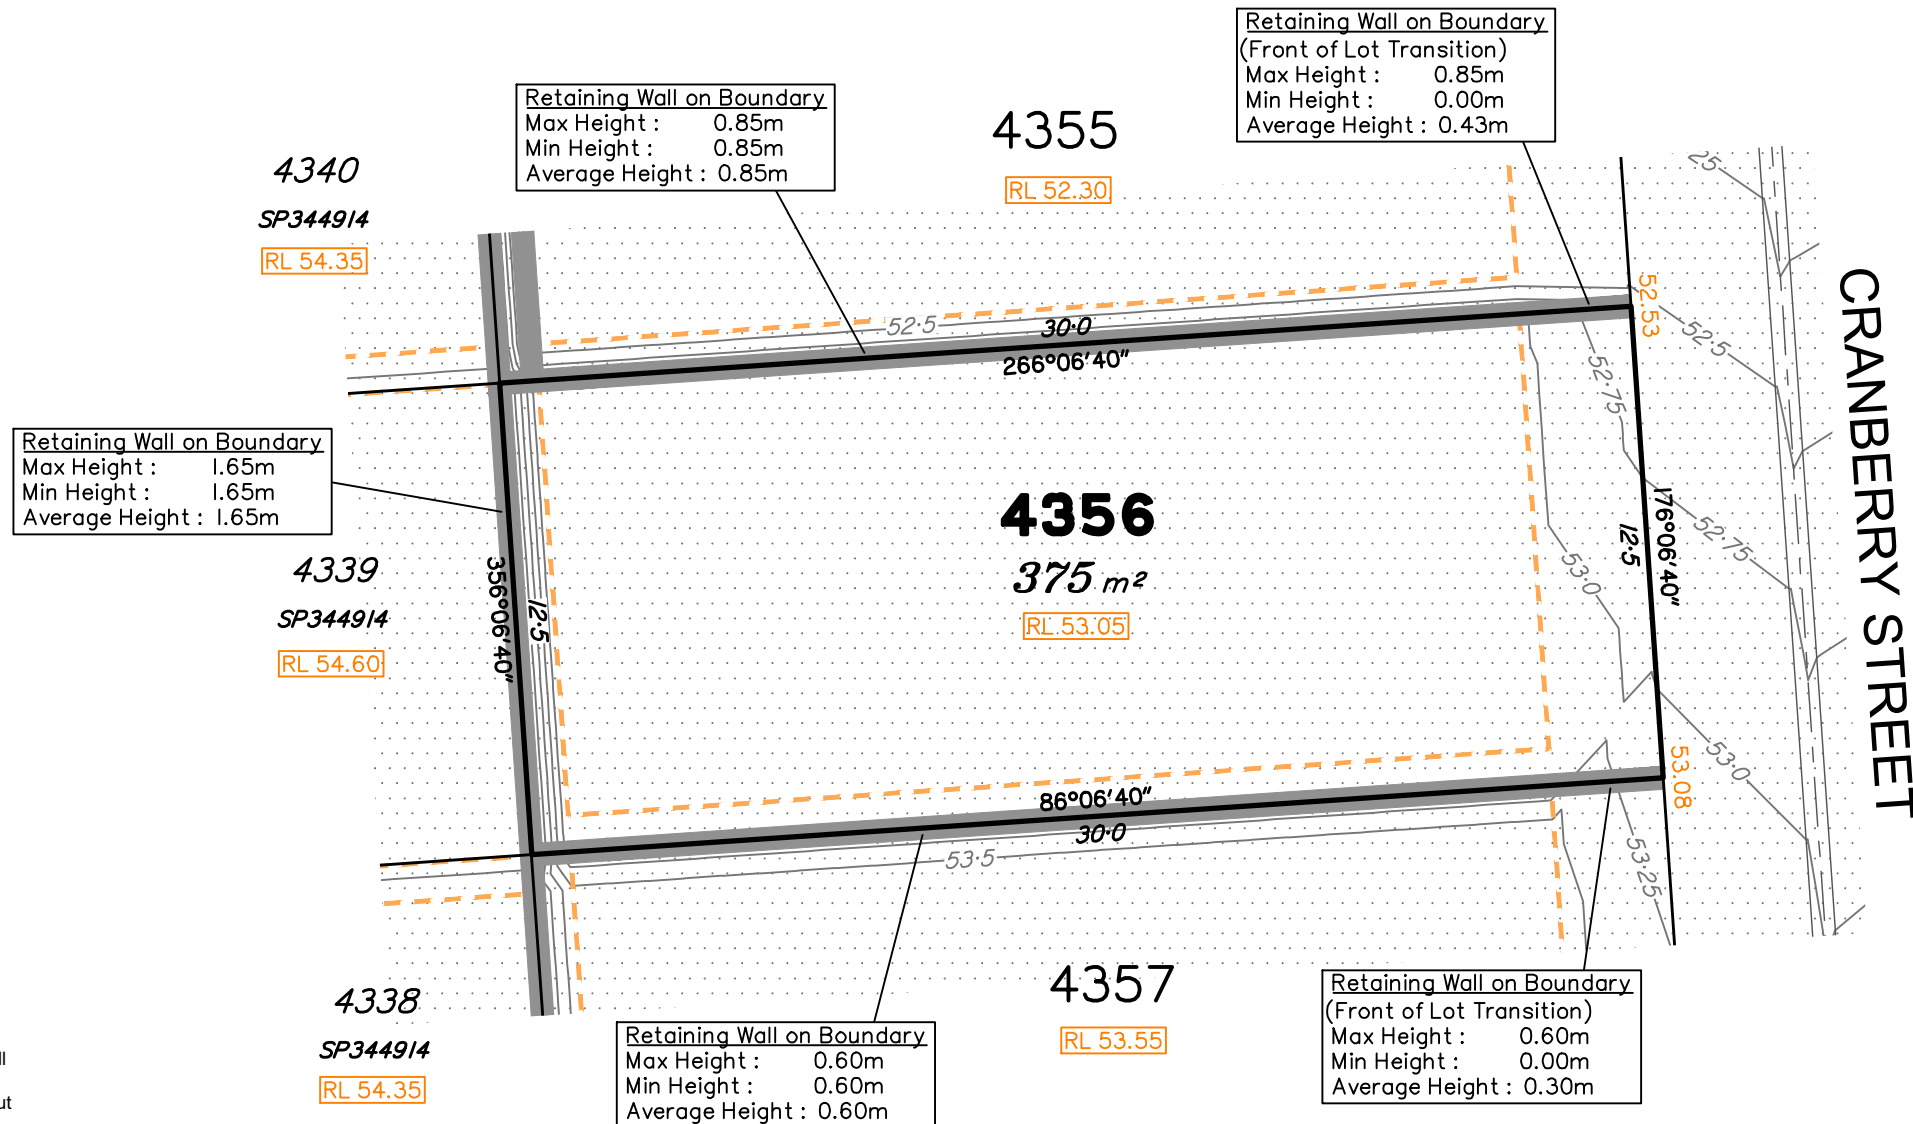 Retaining Wall on Boundary
(Front of Lot Transition)
Max Height : 0.85m
Min Height : 0.00m
Average Height : 0.43m
Retaining Wall on Boundary
Max Height : 0.85m
Min Height : 0.85m
Average Height : 0.85m
4355
RL 52.30
4340
SP344914
RL 54.35
25
52.53
52·5
30·0
266°06'40"
52·5
52·75
CRANBERRY STREET
Retaining Wall on Boundary
Max Height : 1.65m
Min Height : 1.65m
Average Height : 1.65m
4356
375 m²
RL 53.05
176°06'40"
12·5
52·75
53·0
4339
SP344914
RL 54.60
356°06'40"
12·5
53.08
53·0
86°06'40"
30·0
53·5
53·25
4338
SP344914
RL 54.35
4357
RL 53.55
Retaining Wall on Boundary
(Front of Lot Transition)
Max Height : 0.60m
Min Height : 0.00m
Average Height : 0.30m
Retaining Wall on Boundary
Max Height : 0.60m
Min Height : 0.60m
Average Height : 0.60m